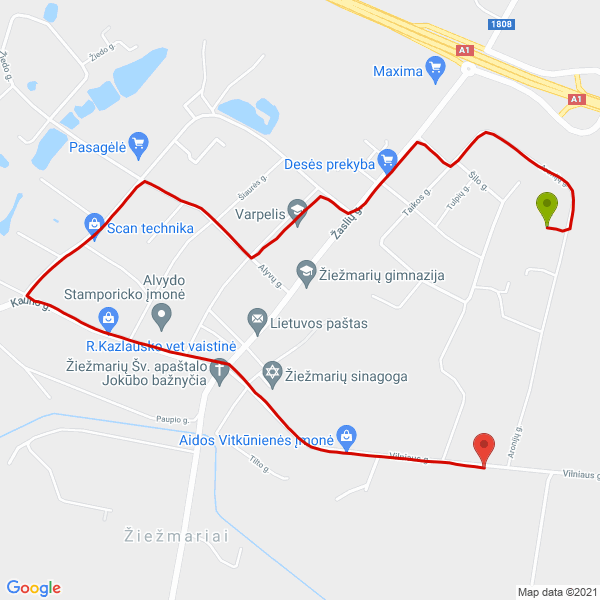 1808
A1
Maxima
A1
Žiedo g.
Žiedo g.
Pasagėlė
Desės prekyba
Šilo g.
Šiaurės g.
Taikos g.
Tulpių g.
Varpelis
Žaslių g.
Scan technika
Alyvų g.
Žiežmarių gimnazija
Alvydo
Stamporicko įmonė
Kauno g.
Lietuvos paštas
R.Kazlausko vet vaistinė
Žiežmarių Šv. apaštalo
Jokūbo bažnyčia
Žiežmarių sinagoga
Paupio g.
Aidos Vitkūnienės įmonė
Aronijų g.
Tilto g.
Vilniaus g.
Vilniaus g.
Žiežmariai
Google
Map data ©2021